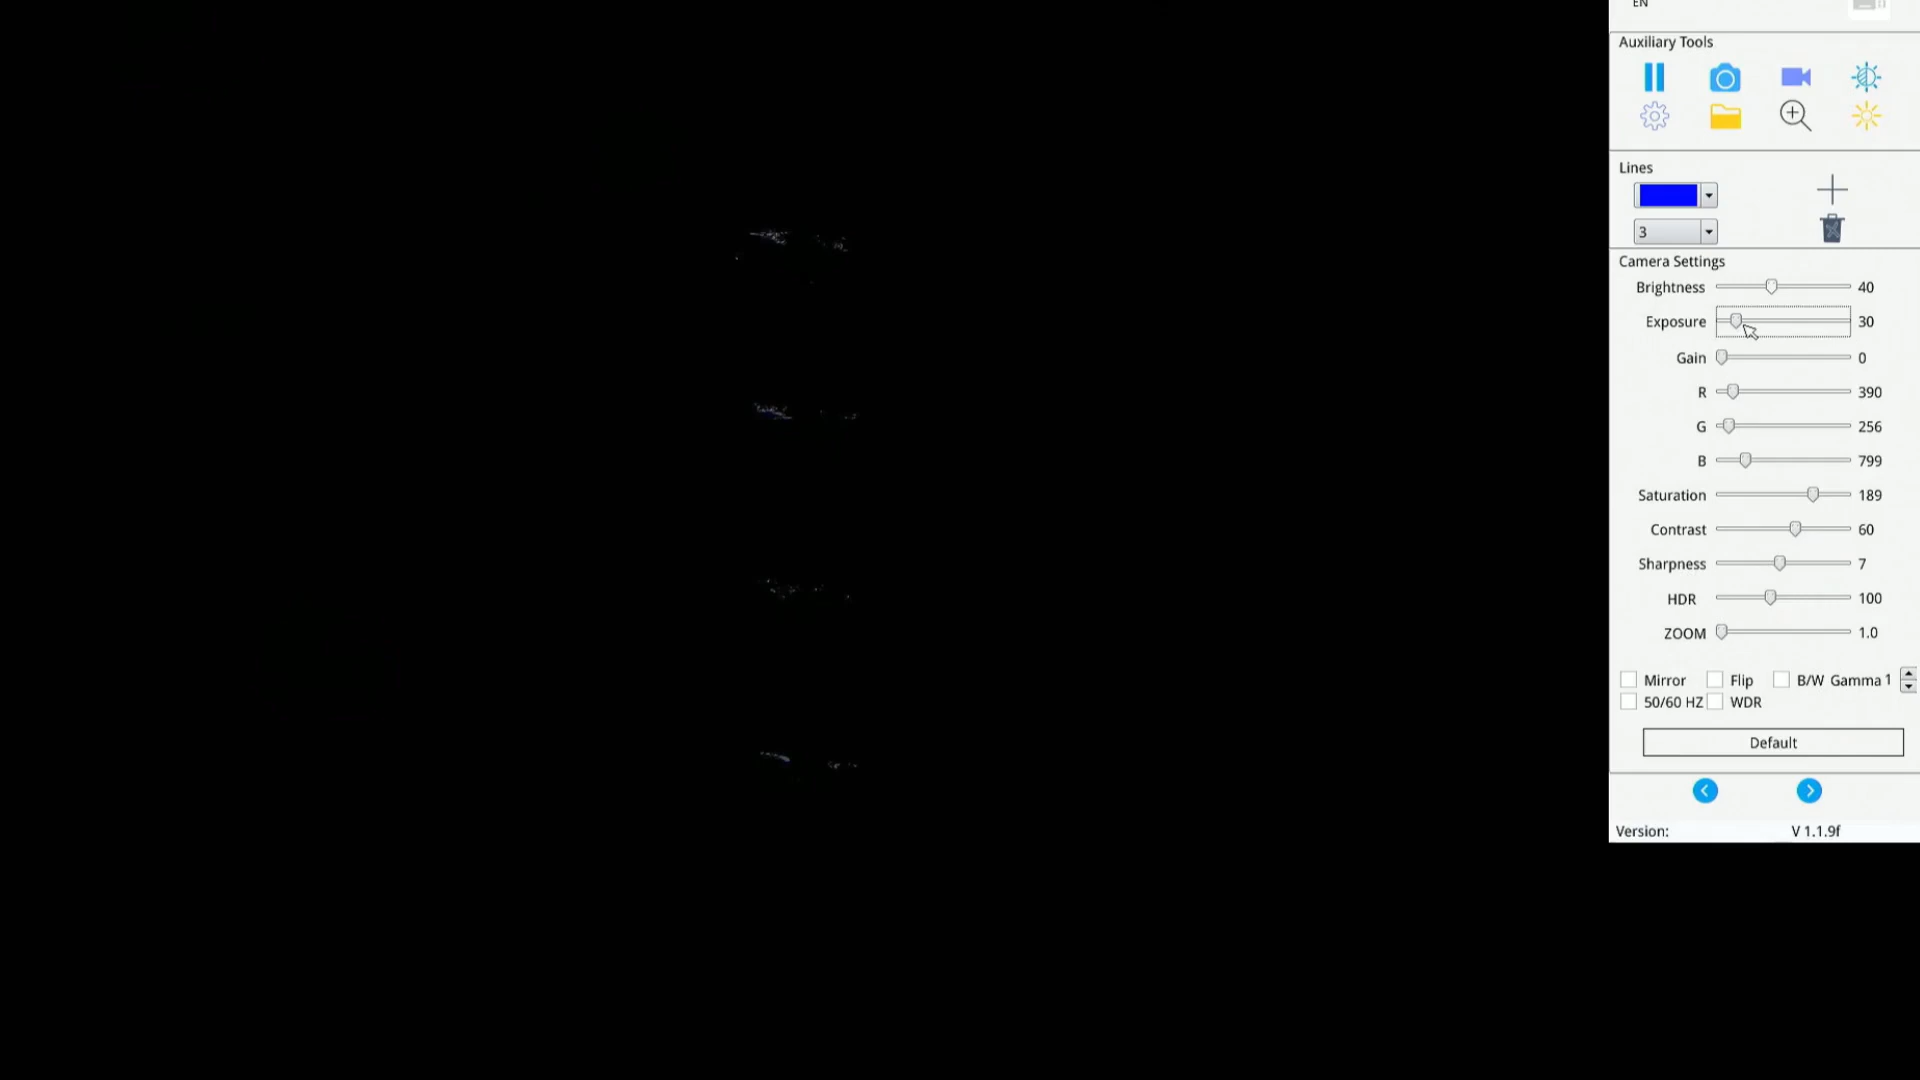 EN
Auxiliary Tools
Lines
3
Camera Settings
Brightness 40
Exposure 30
Gain 0
R 390
G 256
B 799
Saturation 189
Contrast 60
Sharpness 7
HDR 100
ZOOM 1.0
Mirror Flip B/W Gamma 1
50/60 HZ WDR
Default
Version: V 1.1.9f